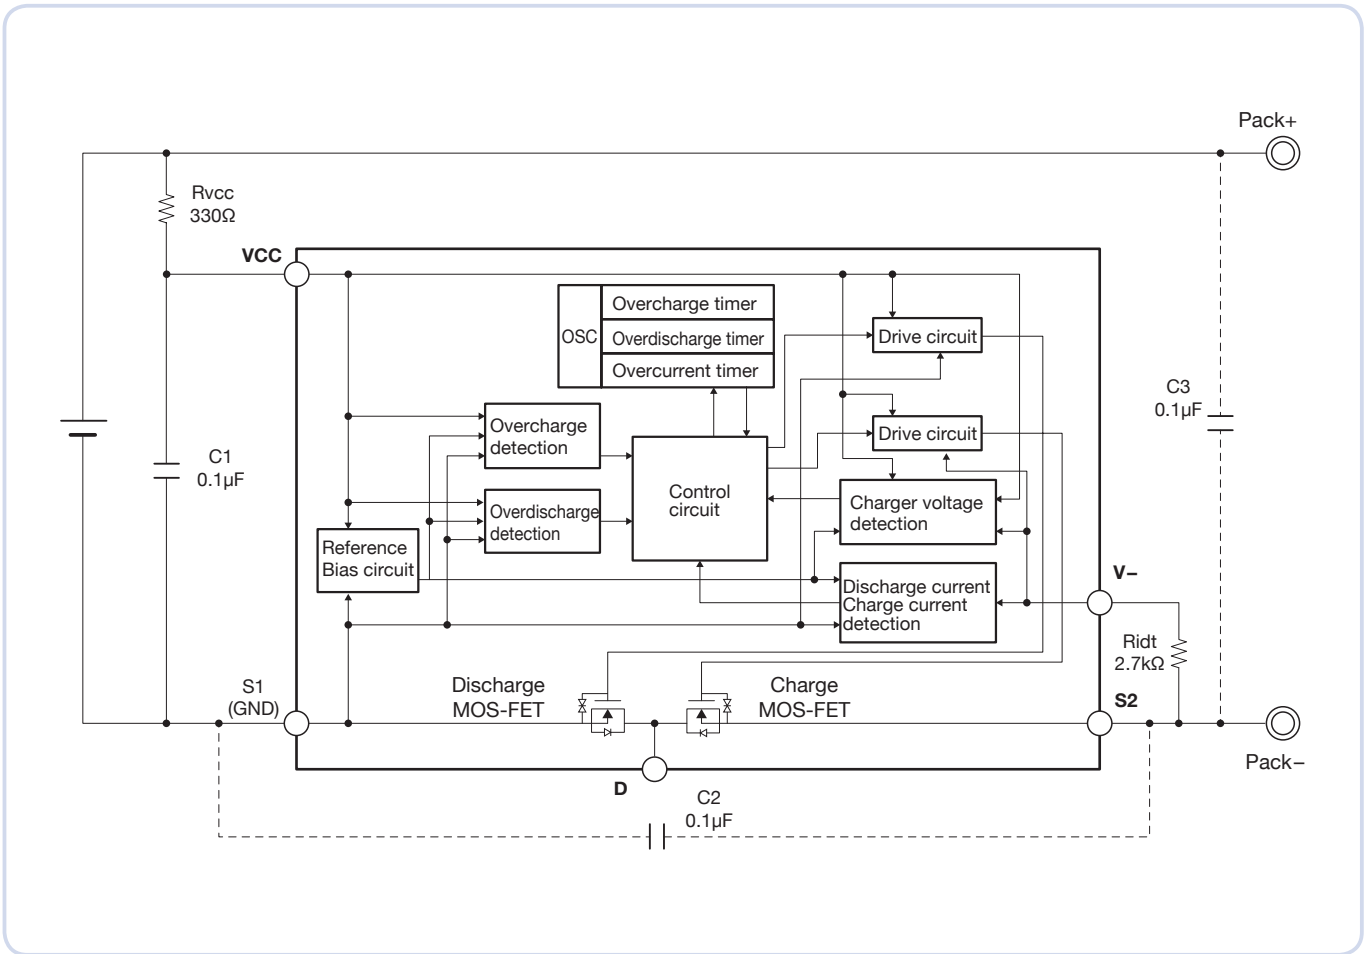 Pack+
Rvcc
330Ω
VCC
OSC
Overcharge timer
Overdischarge timer
Overcurrent timer
Drive circuit
C3
0.1µF
Overcharge
detection
Drive circuit
C1
0.1µF
Control
circuit
Overdischarge
detection
Charger voltage
detection
Reference
Bias circuit
V−
Discharge current
Charge current
detection
Ridt
2.7kΩ
S1
(GND)
Discharge
MOS-FET
Charge
MOS-FET
S2
Pack−
D
C2
0.1µF